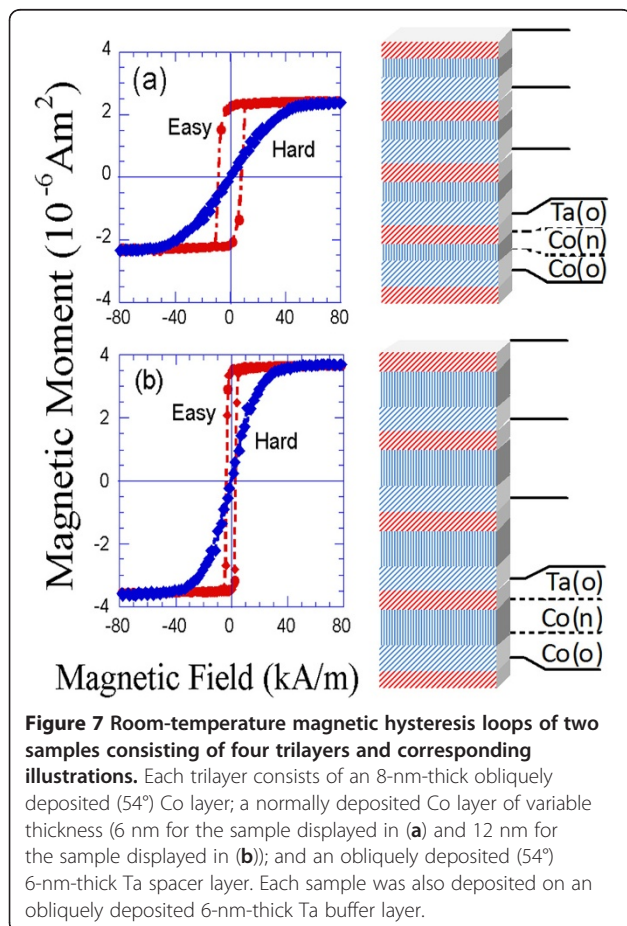 Magnetic Moment (10⁻⁶Am²)
4
2
0
-2
-4
(a)
Easy
Hard
-80 -40 0 40 80
Ta(o)
Co(n)
Co(o)
4
2
0
-2
-4
(b)
Easy
Hard
-80 -40 0 40 80
Ta(o)
Co(n)
Co(o)
Magnetic Field (kA/m)
Figure 7 Room-temperature magnetic hysteresis loops of two
samples consisting of four trilayers and corresponding
illustrations. Each trilayer consists of an 8-nm-thick obliquely
deposited (54°) Co layer; a normally deposited Co layer of variable
thickness (6 nm for the sample displayed in (a) and 12 nm for
the sample displayed in (b)); and an obliquely deposited (54°)
6-nm-thick Ta spacer layer. Each sample was also deposited on an
obliquely deposited 6-nm-thick Ta buffer layer.